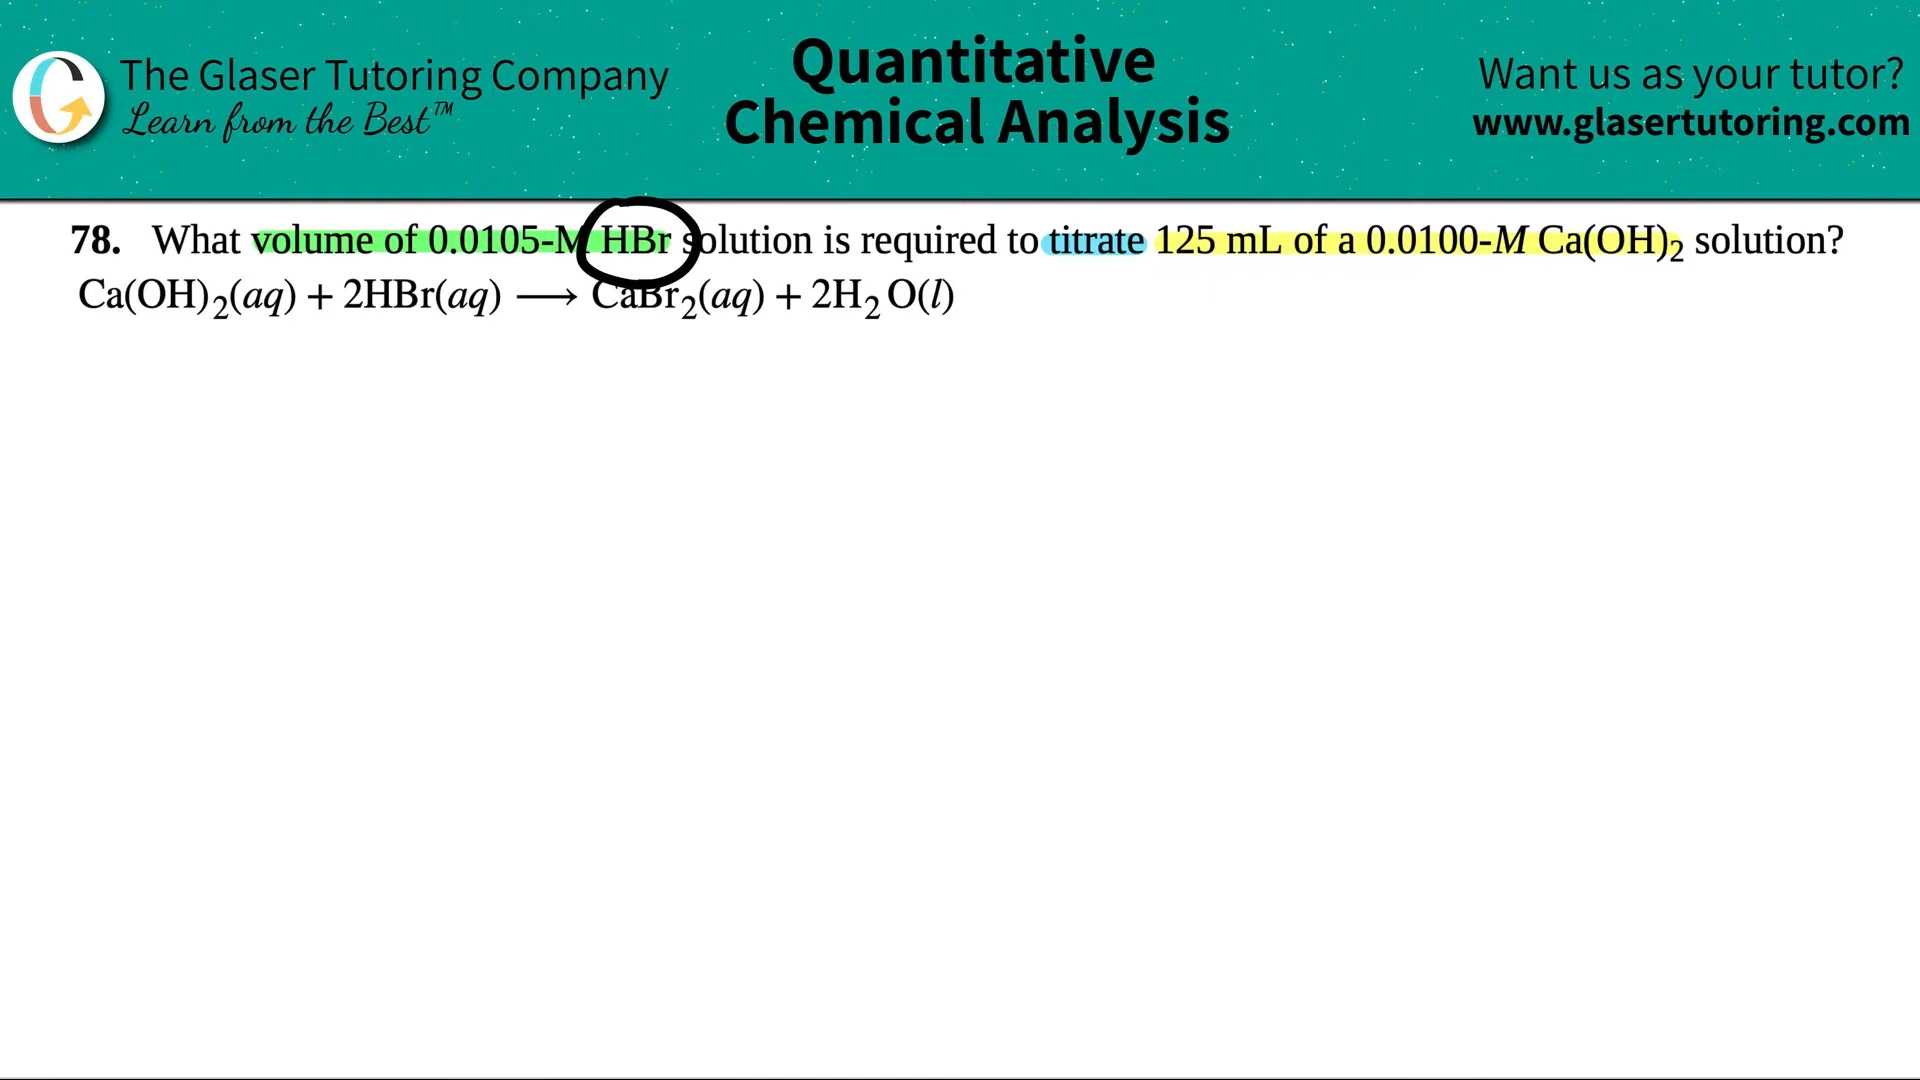 The Glaser Tutoring Company
Learn from the Best™
Quantitative
Chemical Analysis
Want us as your tutor?
www.glasertutoring.com
78. What volume of 0.0105-M HBr solution is required to titrate 125 mL of a 0.0100-M Ca(OH)₂ solution?
Ca(OH)₂(aq) + 2HBr(aq) ⟶ CaBr₂(aq) + 2H₂O(l)